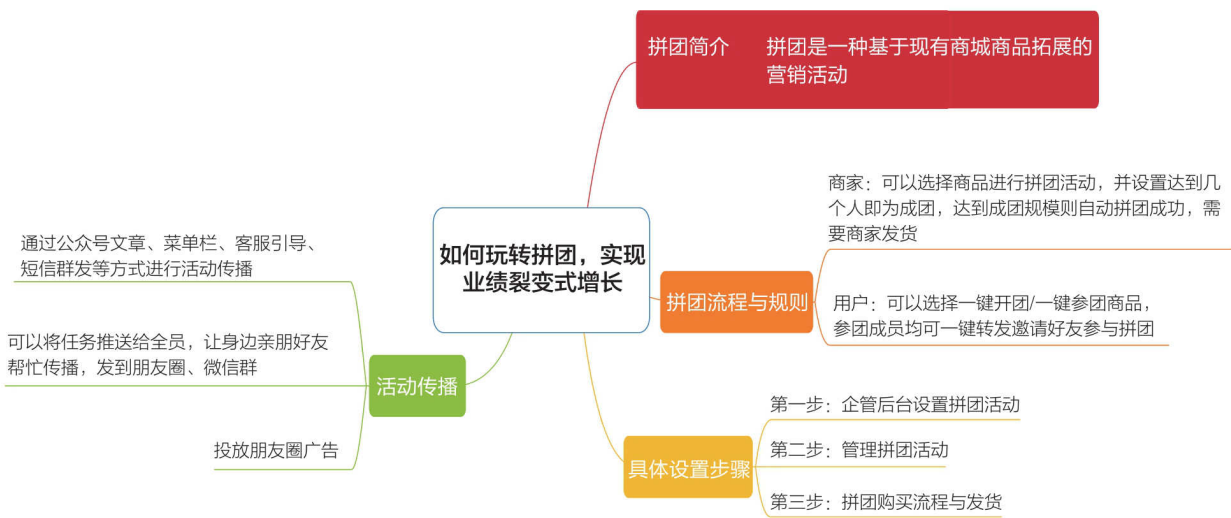 如何玩转拼团，实现
业绩裂变式增长
拼团简介
拼团是一种基于现有商城商品拓展的
营销活动
拼团流程与规则
商家：可以选择商品进行拼团活动，并设置达到几
个人即为成团，达到成团规模则自动拼团成功，需
要商家发货
用户：可以选择一键开团/一键参团商品，
参团成员均可一键转发邀请好友参与拼团
具体设置步骤
第一步：企管后台设置拼团活动
第二步：管理拼团活动
第三步：拼团购买流程与发货
活动传播
通过公众号文章、菜单栏、客服引导、
短信群发等方式进行活动传播
可以将任务推送给全员，让身边亲朋好友
帮忙传播，发到朋友圈、微信群
投放朋友圈广告